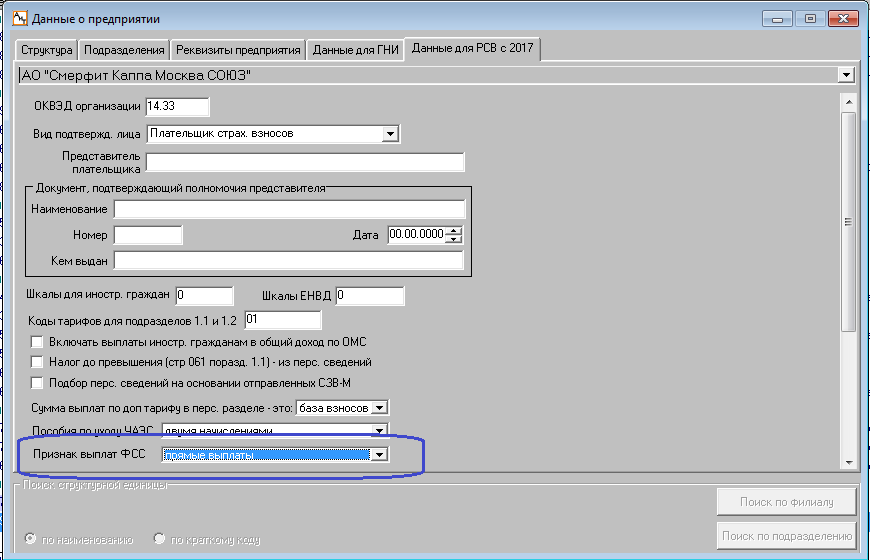 Данные о предприятии
Структура Подразделения Реквизиты предприятия Данные для ГНИ Данные для РСВ с 2017
АО "Смерфит Каппа Москва СОЮЗ"
ОКВЭД организации 14.33
Вид подтвержд. лица Плательщик страх. взносов
Представитель
плательщика
Документ, подтверждающий полномочия представителя
Наименование
Номер Дата 00.00.0000
Кем выдан
Шкалы для иностр. граждан 0 Шкалы ЕНВД 0
Коды тарифов для подразделов 1.1 и 1.2 01
Включать выплаты иностр. гражданам в общий доход по ОМС
Налог до превышения (стр 061 поразд. 1.1) - из перс. сведений
Подбор перс. сведений на основании отправленных СЗВ-М
Сумма выплат по доп тарифу в перс. разделе - это: база взносов
Пособия по уходу ЧАЭС двумя начислениями
Признак выплат ФСС прямые выплаты
Поиск структурной единицы
Поиск по филиалу
по наименованию по краткому коду Поиск по подразделению